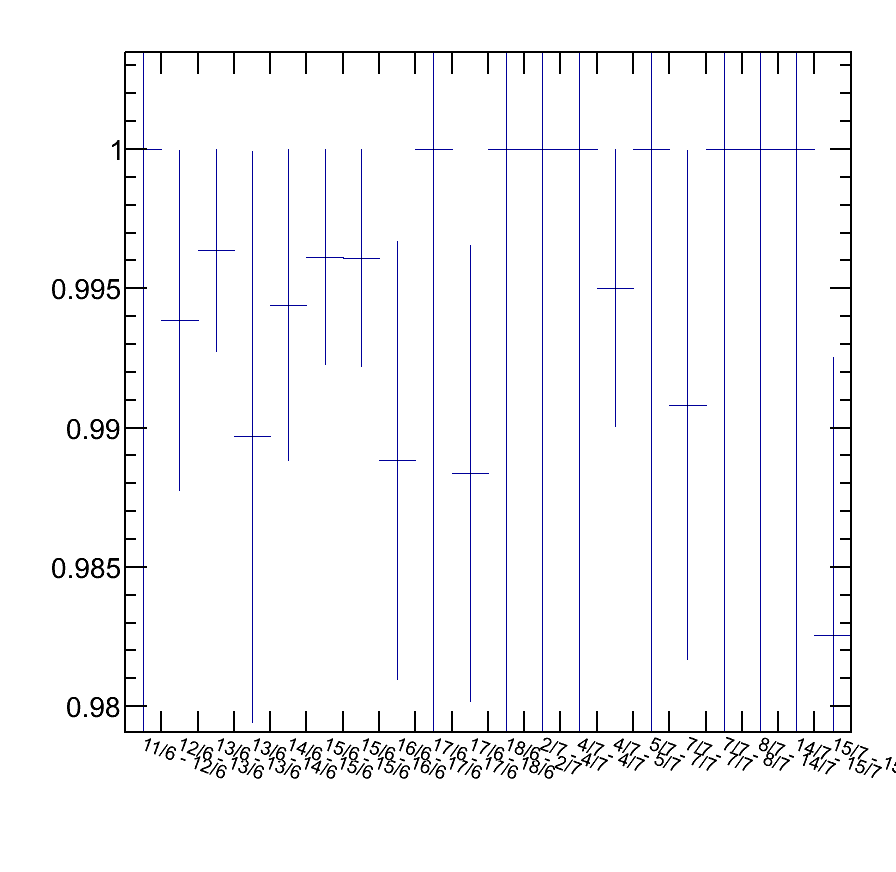 1
0.995
0.99
0.985
0.98
11/6 - 12/6
12/6 - 13/6
13/6 - 13/6
13/6 - 14/6
14/6 - 15/6
15/6 - 15/6
15/6 - 16/6
16/6 - 17/6
17/6 - 17/6
17/6 - 18/6
18/6 - 2/7
2/7 - 4/7
4/7 - 4/7
4/7 - 5/7
5/7 - 7/7
7/7 - 7/7
7/7 - 8/7
8/7 - 14/7
14/7 - 15/7
15/7 - 15